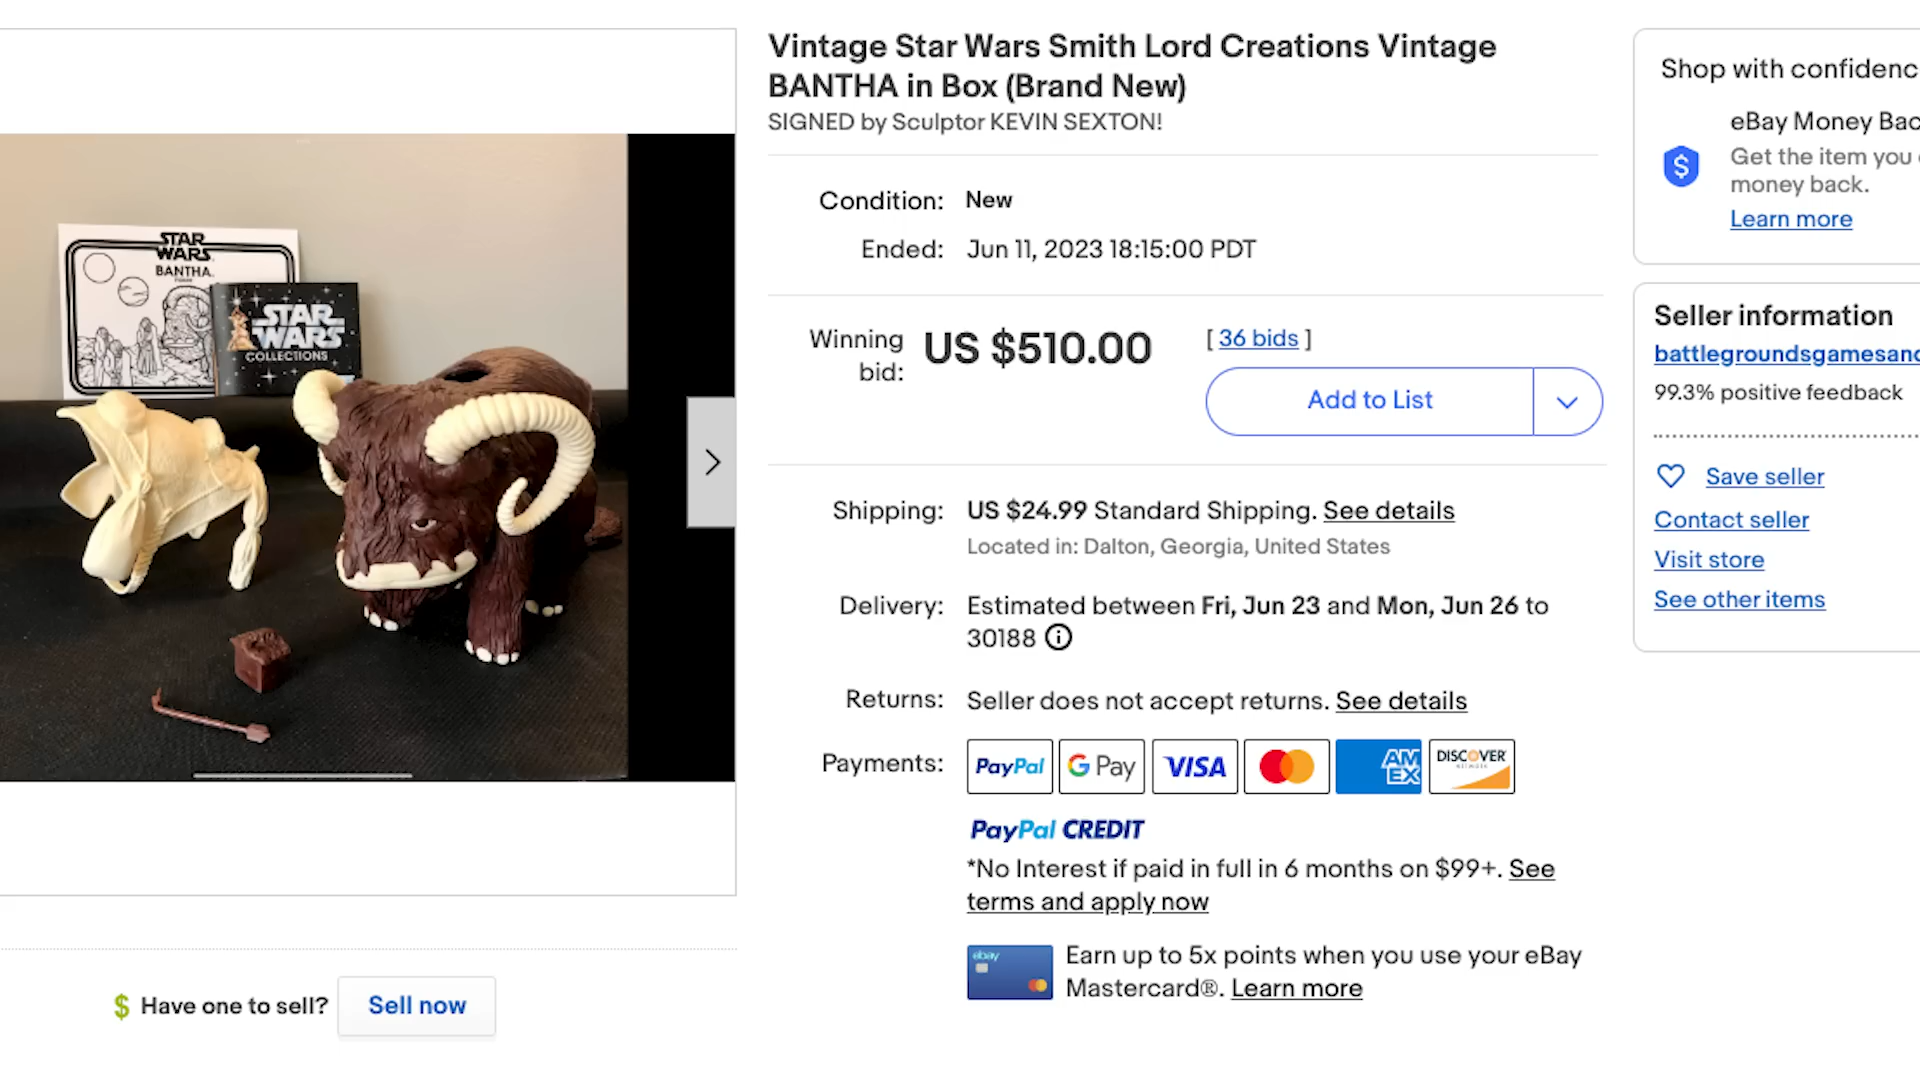 Vintage Star Wars Smith Lord Creations Vintage
BANTHA in Box (Brand New)
SIGNED by Sculptor KEVIN SEXTON!
Condition: New
Ended: Jun 11, 2023 18:15:00 PDT
Winning bid: US $510.00
[ 36 bids ]
Add to List
Shipping: US $24.99 Standard Shipping. See details
Located in: Dalton, Georgia, United States
Delivery: Estimated between Fri, Jun 23 and Mon, Jun 26 to
30188
Returns: Seller does not accept returns. See details
Payments: PayPal G Pay VISA AM EX DISCOVER NETWORK
PayPal CREDIT
*No Interest if paid in full in 6 months on $99+. See
terms and apply now
ebay
Earn up to 5x points when you use your eBay
Mastercard®. Learn more
STAR
WARS
BANTHA
STAR
WARS
COLLECTIONS
$ Have one to sell? Sell now
Shop with confidenc
$
eBay Money Bac
Get the item you
money back.
Learn more
Seller information
battlegroundsgamesanc
99.3% positive feedback
Save seller
Contact seller
Visit store
See other items